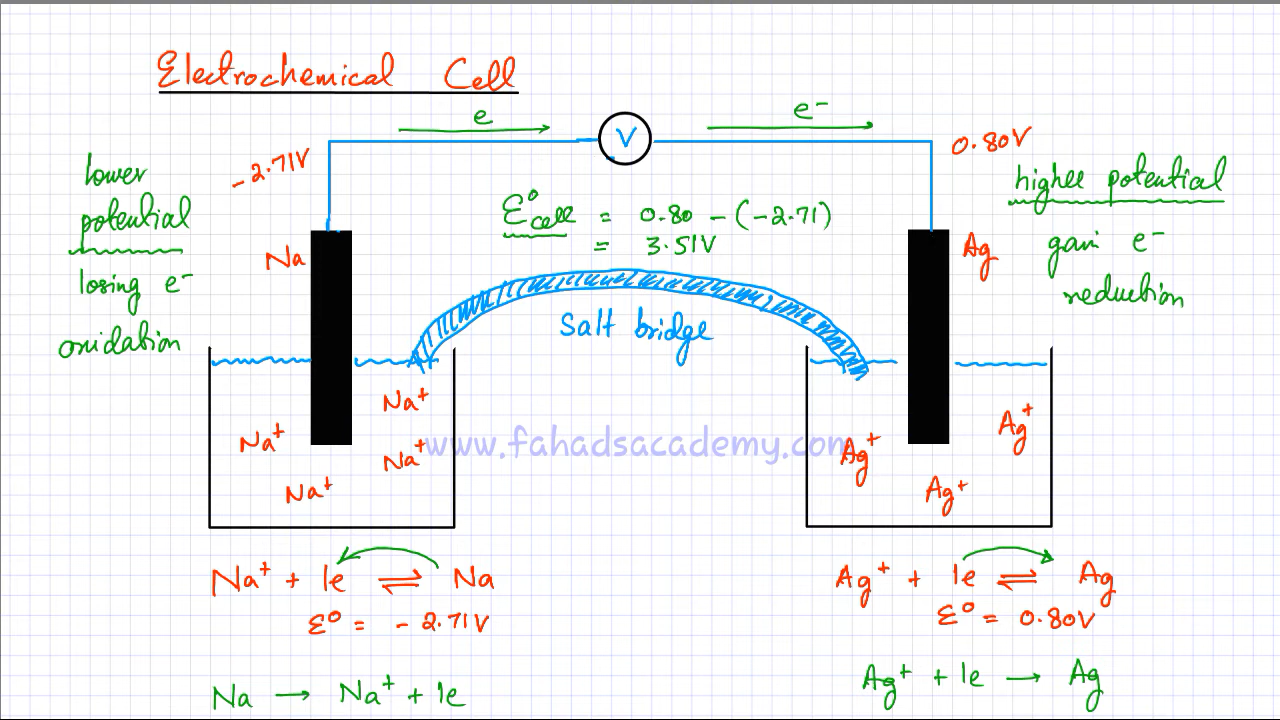 Electrochemical Cell
e
e⁻
V
-2.71V
0.80V
lower
potential
losing e⁻
oxidation
higher potential
gain e⁻
reduction
E°cell = 0.80 - (-2.71)
= 3.51V
Na
Ag
Salt bridge
Na⁺
Na⁺
Na⁺
Na⁺
Ag⁺
Ag⁺
Ag⁺
www.fahadsacademy.com
Na⁺ + 1e ⇌ Na
E° = - 2.71V
Na → Na⁺ + 1e
Ag⁺ + 1e ⇌ Ag
E° = 0.80V
Ag⁺ + 1e → Ag